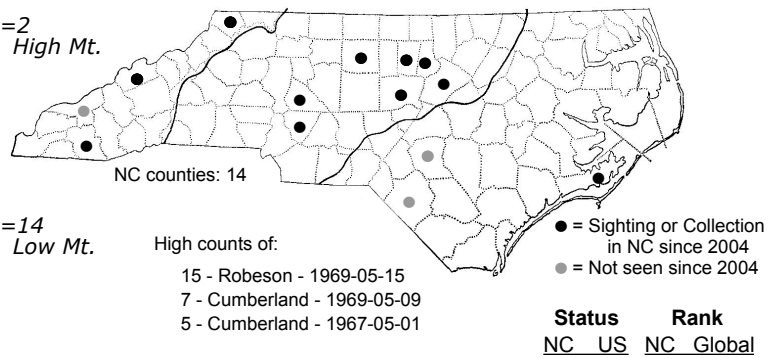 =2
High Mt.
NC counties: 14
=14
Low Mt.
High counts of:
15 - Robeson - 1969-05-15
7 - Cumberland - 1969-05-09
5 - Cumberland - 1967-05-01
● = Sighting or Collection
in NC since 2004
● = Not seen since 2004
Status Rank
NC US NC Global